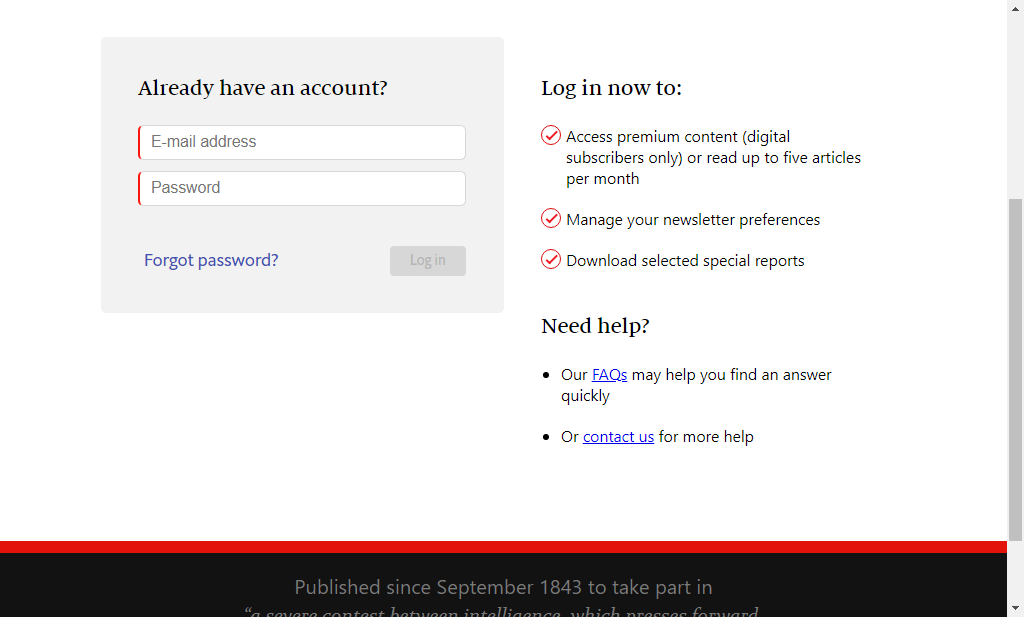 Already have an account?
E-mail address
Password
Forgot password?
Log in
Log in now to:
Access premium content (digital
subscribers only) or read up to five articles
per month
Manage your newsletter preferences
Download selected special reports
Need help?
Our FAQs may help you find an answer
quickly
Or contact us for more help
Published since September 1843 to take part in
“a severe contest between intelligence, which presses forward,